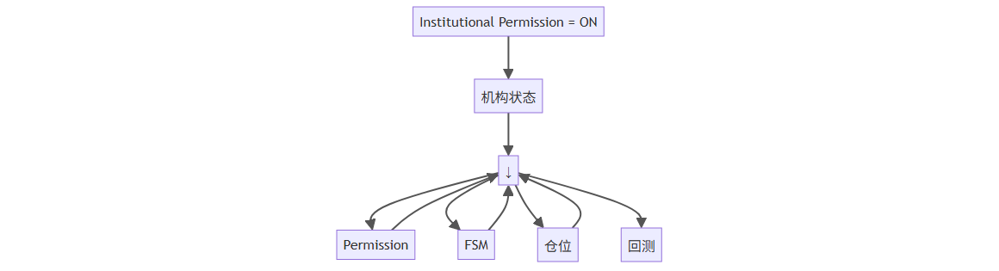 Institutional Permission = ON
机构状态
↓
Permission
FSM
仓位
回测